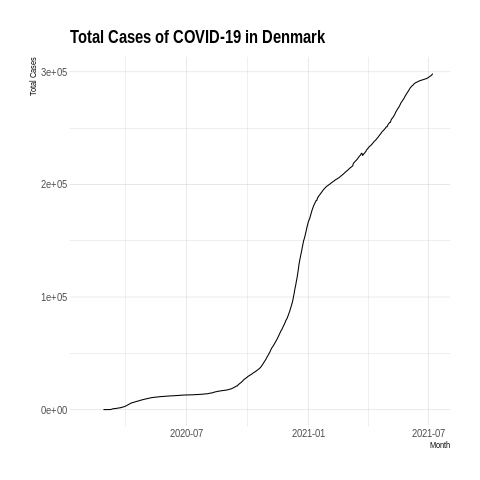 Total Cases of COVID-19 in Denmark
Total Cases
3e+05
2e+05
1e+05
0e+00
2020-07 2021-01 2021-07
Month